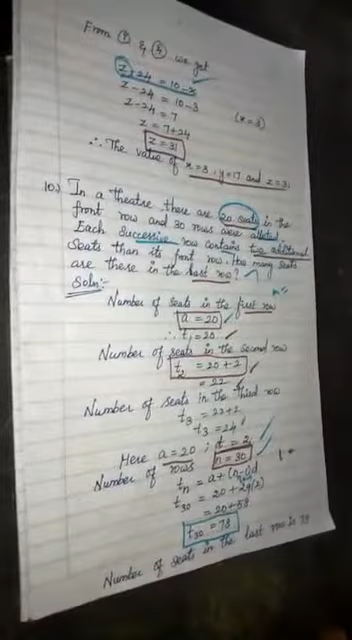 From ① & ④ we get
z-24 = 10-x
z-24 = 10-3 (x=3)
z-24 = 7
z = 7+24
z = 31
∴ The value of x=3, y=17 and z=31
10) In a theatre there are 20 seats in the
front row and 30 rows were alloted.
Each successive row contains two additional
seats than its font row. How many seats
are these in the last row?
Soln:-
Number of seats in the first row
a = 20
∴ t₁ = 20
Number of seats in the second row
t₂ = 20+2
= 22
Number of seats in the Third row
t₃ = 22+2
t₃ = 24
Here a=20 ; d = 2,
Number of rows n=30
tn = a+(n-1)d
t₃₀ = 20+29(2)
= 20+58
t₃₀ = 78
Number of seats in the last row is 78